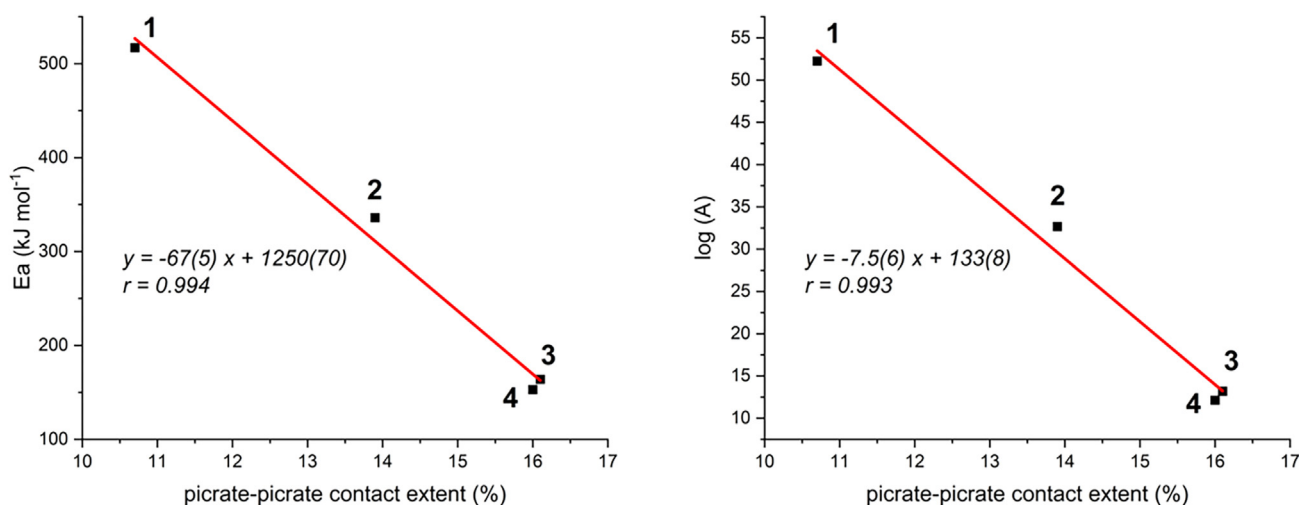 Ea (kJ mol-1)
500
400
300
200
100
1
2
3
4
y = -67(5) x + 1250(70)
r = 0.994
10 11 12 13 14 15 16 17
picrate-picrate contact extent (%)
log (A)
55
50
45
40
35
30
25
20
15
10
1
2
3
4
y = -7.5(6) x + 133(8)
r = 0.993
10 11 12 13 14 15 16 17
picrate-picrate contact extent (%)